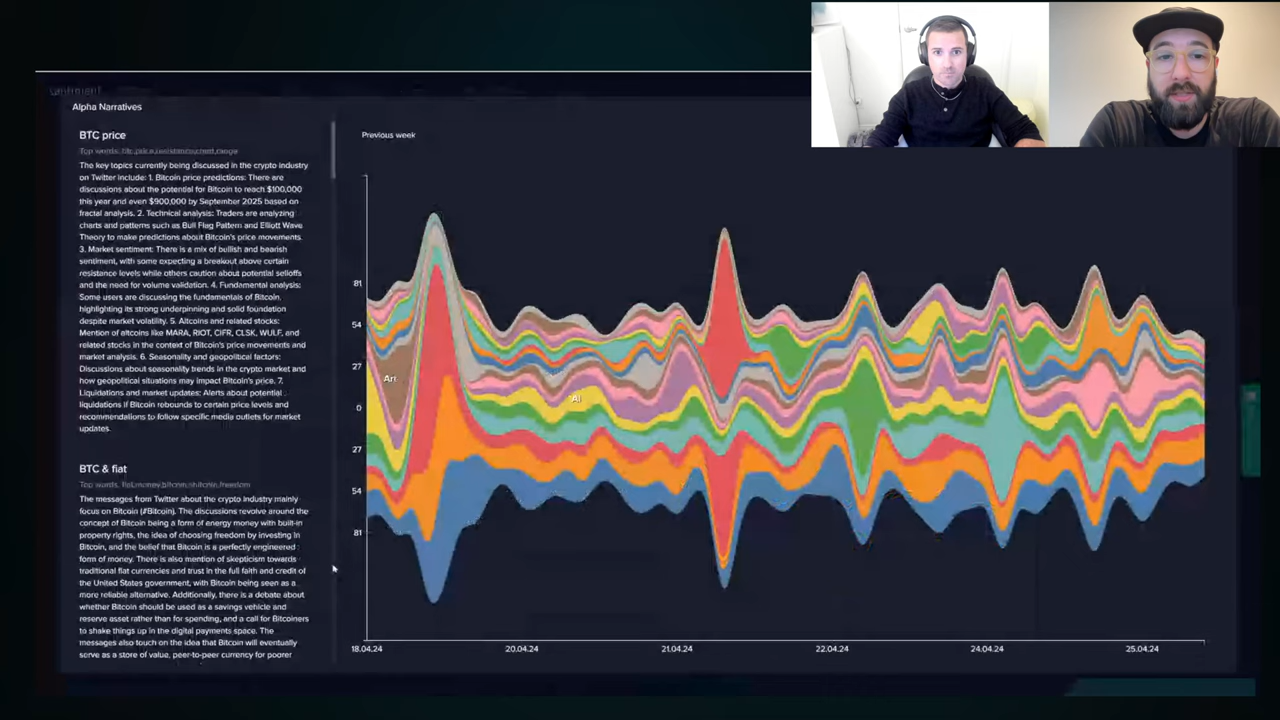 Alpha Narratives
BTC price
Top words:
The key topics currently being discussed in the crypto industry
on Twitter include: 1. Bitcoin price predictions: There are
discussions about the potential for Bitcoin to reach $100,000
this year and even $900,000 by September 2025 based on
fractal analysis. 2. Technical analysis: Traders are analyzing
charts and patterns such as Bull Flag Pattern and Elliott Wave
Theory to make predictions about Bitcoin's price movements.
3. Market sentiment: There is a mix of bullish and bearish
sentiment, with some expecting a breakout above certain
resistance levels while others caution about potential selloffs
and the need for volume validation. 4. Fundamental analysis:
Some users are discussing the fundamentals of Bitcoin,
highlighting its strong underpinning and solid foundation
despite market volatility. 5. Altcoins and related stocks:
Mention of altcoins like MARA, RIOT, CIFR, CLSK, WULF, and
related stocks in the context of Bitcoin's price movements and
market analysis. 6. Seasonality and geopolitical factors:
Discussions about seasonality trends in the crypto market and
how geopolitical situations may impact Bitcoin's price. 7.
Liquidations and market updates: Alerts about potential
liquidations if Bitcoin rebounds to certain price levels and
recommendations to follow specific media outlets for market
updates.
BTC & fiat
Top words: fiat,money,bitcoin,shitcoin,freedom
The messages from Twitter about the crypto industry mainly
focus on Bitcoin (#Bitcoin). The discussions revolve around the
concept of Bitcoin being a form of energy money with built-in
property rights, the idea of choosing freedom by investing in
Bitcoin, and the belief that Bitcoin is a perfectly engineered
form of money. There is also mention of skepticism towards
traditional fiat currencies and trust in the full faith and credit of
the United States government, with Bitcoin being seen as a
more reliable alternative. Additionally, there is a debate about
whether Bitcoin should be used as a savings vehicle and
reserve asset rather than for spending, and a call for Bitcoiners
to shake things up in the digital payments space. The
messages also touch on the idea that Bitcoin will eventually
serve as a store of value, peer-to-peer currency for poorer
Previous week
81
54
27
0
27
54
81
Art
AI
18.04.24
20.04.24
21.04.24
22.04.24
24.04.24
25.04.24